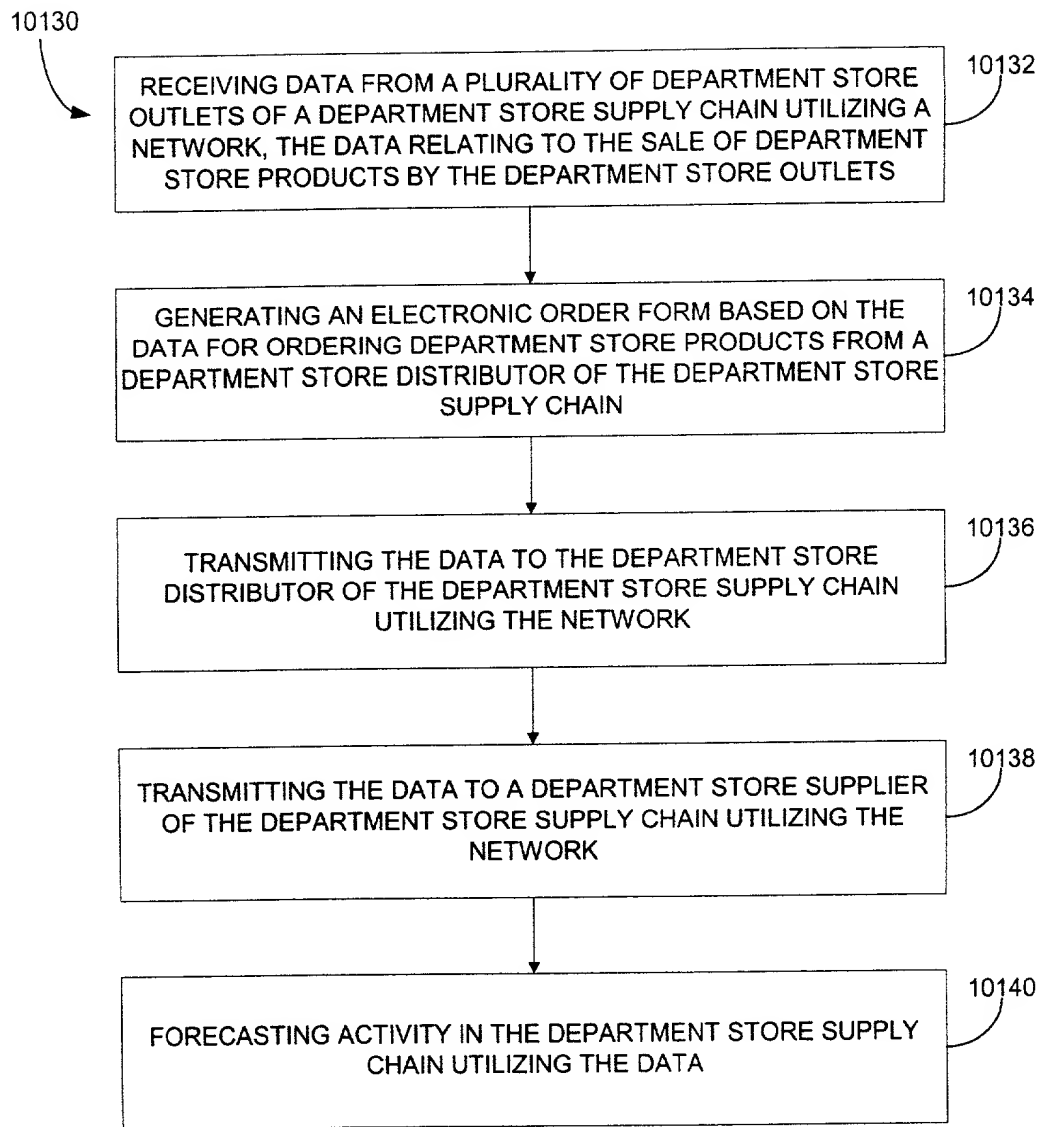 10130
10132
RECEIVING DATA FROM A PLURALITY OF DEPARTMENT STORE
OUTLETS OF A DEPARTMENT STORE SUPPLY CHAIN UTILIZING A
NETWORK, THE DATA RELATING TO THE SALE OF DEPARTMENT
STORE PRODUCTS BY THE DEPARTMENT STORE OUTLETS
10134
GENERATING AN ELECTRONIC ORDER FORM BASED ON THE
DATA FOR ORDERING DEPARTMENT STORE PRODUCTS FROM A
DEPARTMENT STORE DISTRIBUTOR OF THE DEPARTMENT STORE
SUPPLY CHAIN
10136
TRANSMITTING THE DATA TO THE DEPARTMENT STORE
DISTRIBUTOR OF THE DEPARTMENT STORE SUPPLY CHAIN
UTILIZING THE NETWORK
10138
TRANSMITTING THE DATA TO A DEPARTMENT STORE SUPPLIER
OF THE DEPARTMENT STORE SUPPLY CHAIN UTILIZING THE
NETWORK
10140
FORECASTING ACTIVITY IN THE DEPARTMENT STORE SUPPLY
CHAIN UTILIZING THE DATA